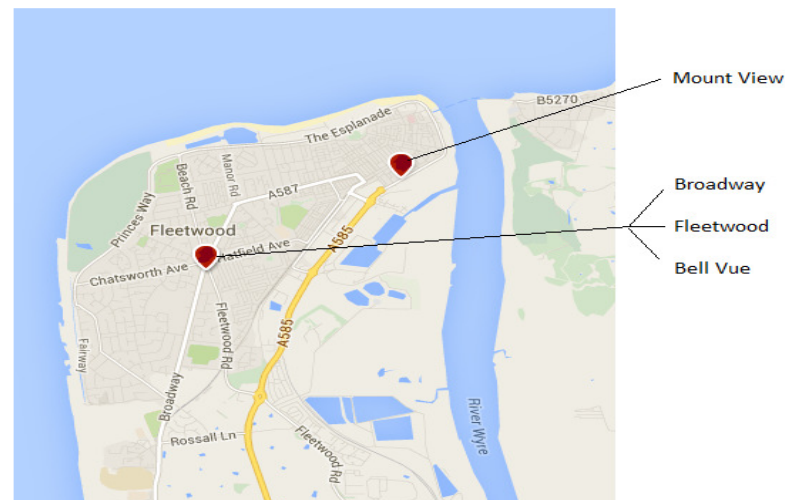 Mount View
B5270
The Esplanade
Manor Rd
Beach Rd
A587
Princes Way
Broadway
Fleetwood
Fleetwood
Hatfield Ave
A585
Chatsworth Ave
Bell Vue
Fleetwood Rd
A585
Fairway
Broadway
River Wyre
Rossall Ln
Fleetwood Rd